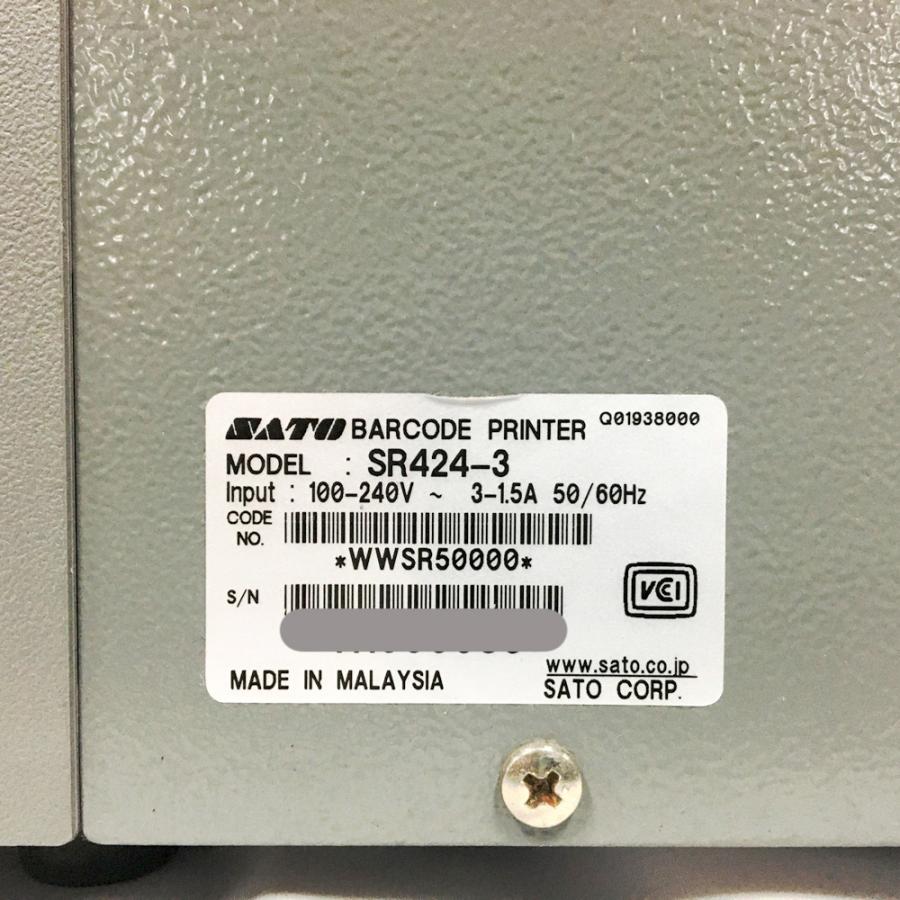 SATO BARCODE PRINTER Q01938000
MODEL : SR424-3
Input : 100-240V ~ 3-1.5A 50/60Hz
CODE NO.
*WWSR50000*
S/N
VCCI
MADE IN MALAYSIA
www.sato.co.jp
SATO CORP.